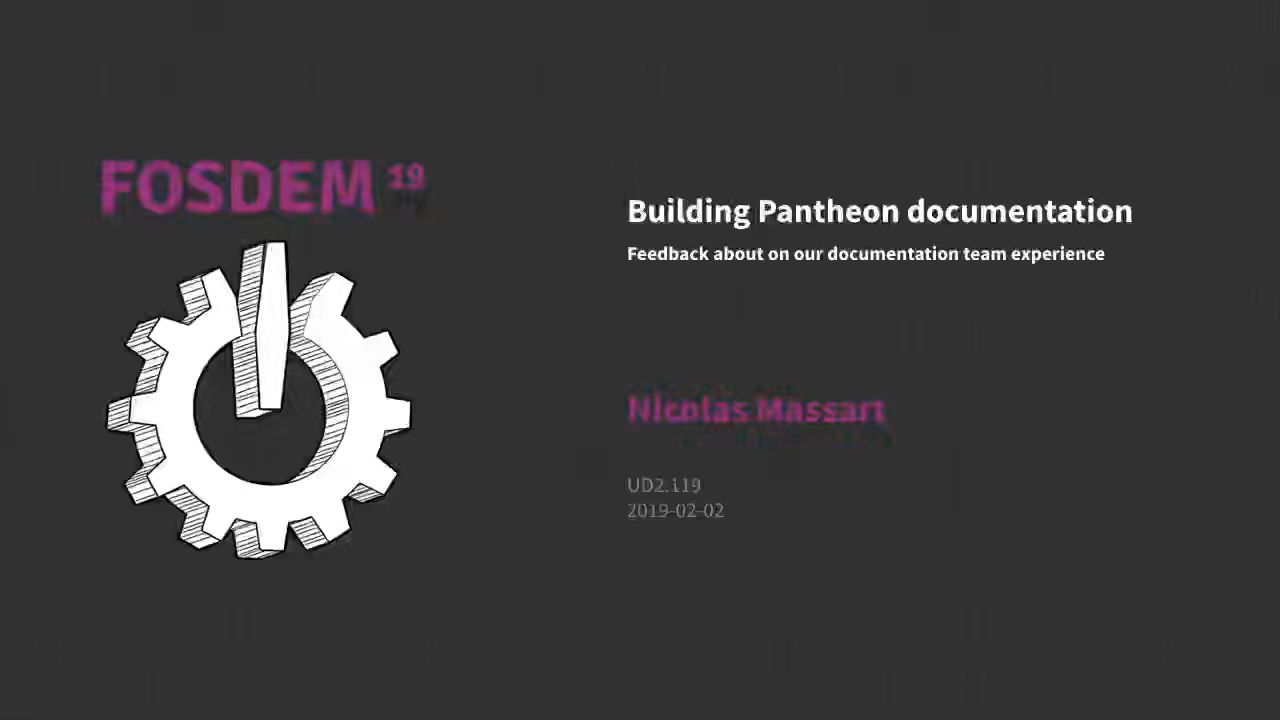 FOSDEM 19
Building Pantheon documentation
Feedback about on our documentation team experience
Nicolas Massart
UD2.119
2019-02-02